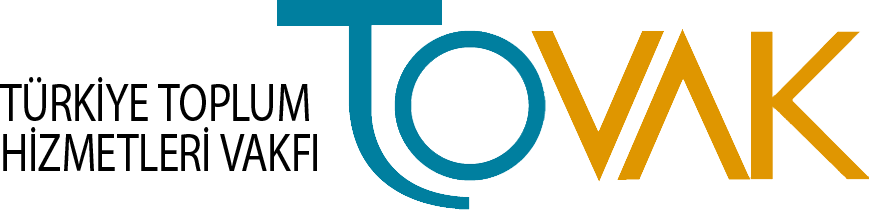 TÜRKİYE TOPLUM
HİZMETLERİ VAKFI
TOVAK